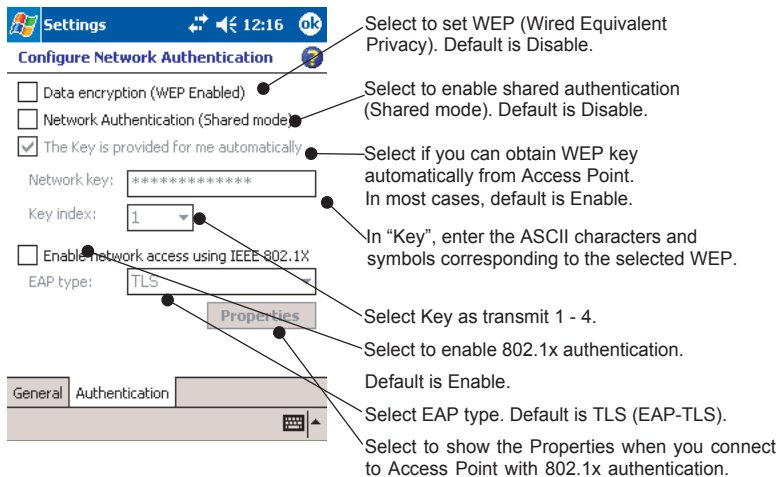 Settings 12:16 ok
Configure Network Authentication ?
Data encryption (WEP Enabled)
Network Authentication (Shared mode)
The Key is provided for me automatically
Network key: *************
Key index: 1
Enable network access using IEEE 802.1X
EAP type: TLS
Properties
General Authentication
Select to set WEP (Wired Equivalent
Privacy). Default is Disable.
Select to enable shared authentication
(Shared mode). Default is Disable.
Select if you can obtain WEP key
automatically from Access Point.
In most cases, default is Enable.
In “Key”, enter the ASCII characters and
symbols corresponding to the selected WEP.
Select Key as transmit 1 - 4.
Select to enable 802.1x authentication.
Default is Enable.
Select EAP type. Default is TLS (EAP-TLS).
Select to show the Properties when you connect
to Access Point with 802.1x authentication.